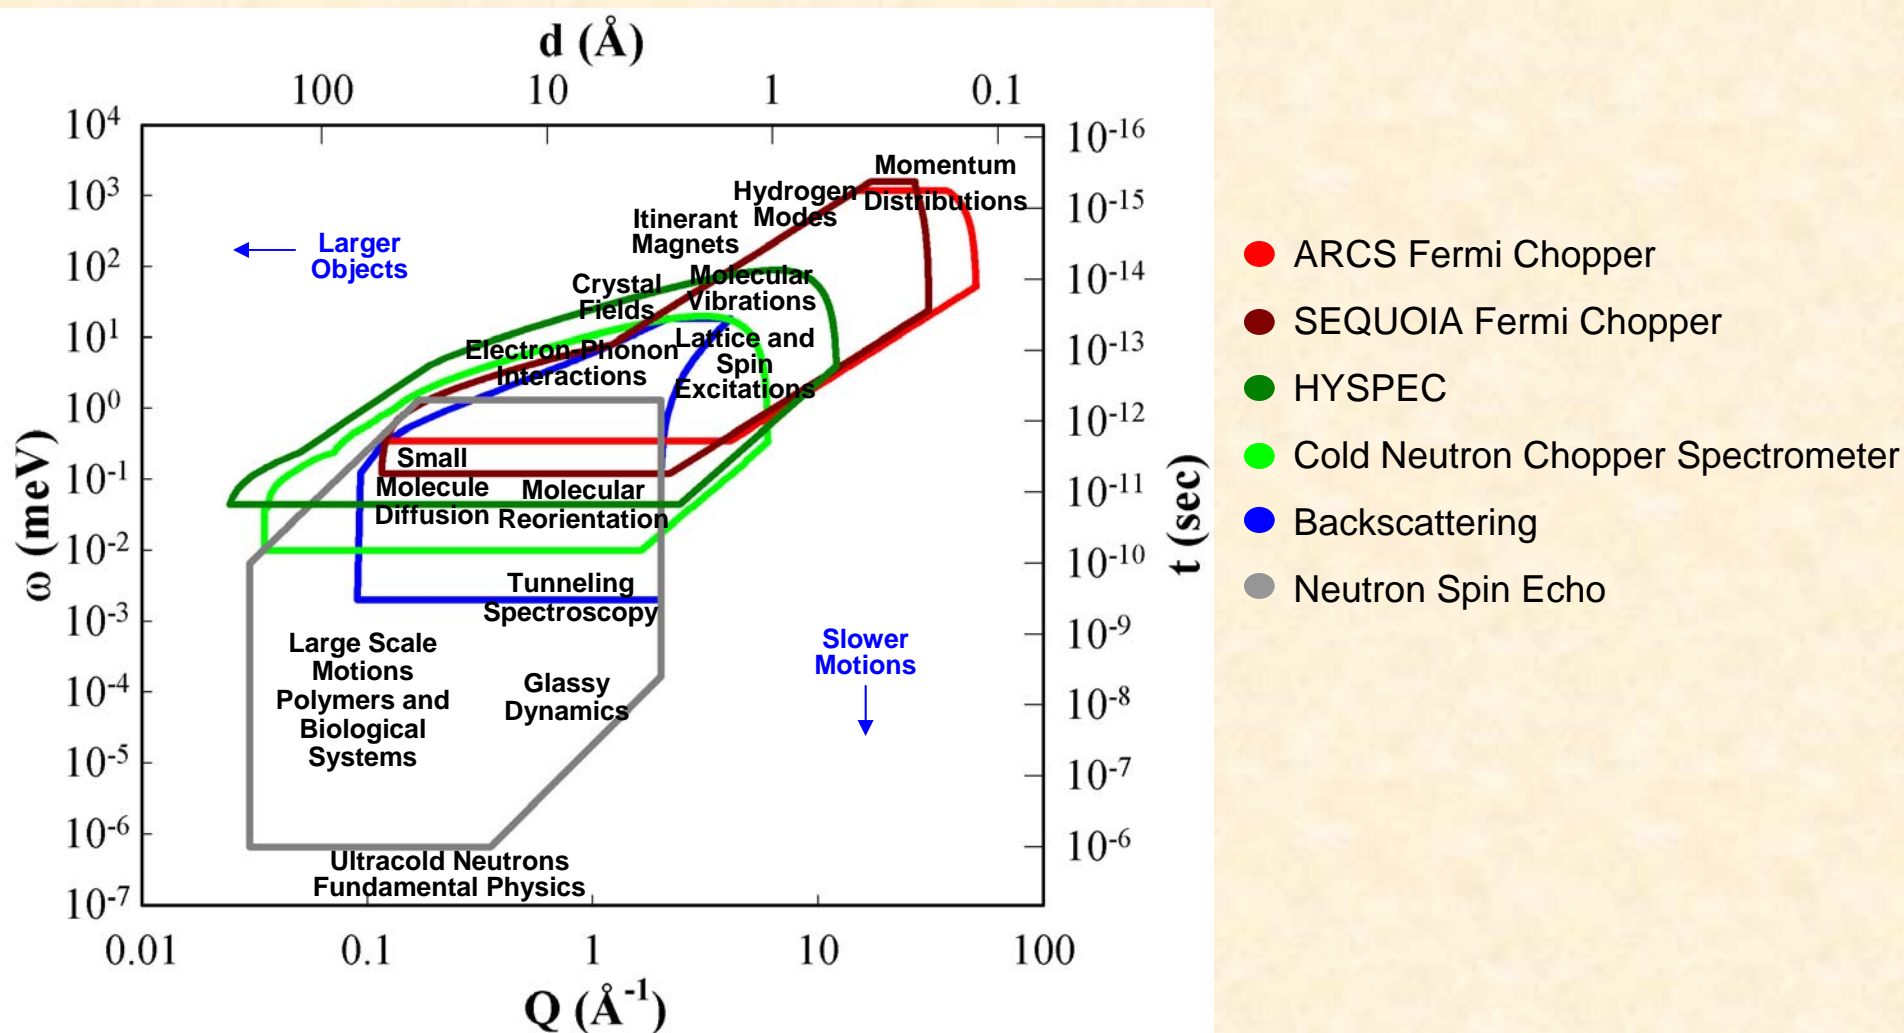 d (Å)
100 10 1 0.1
10⁴
10³
10²
10¹
10⁰
10⁻¹
10⁻²
10⁻³
10⁻⁴
10⁻⁵
10⁻⁶
10⁻⁷
ω (meV)
Momentum
Distributions
Hydrogen
Modes
Itinerant
Magnets
Larger
Objects
Crystal
Fields
Molecular
Vibrations
Electron-Phonon
Interactions
Lattice and
Spin
Excitations
Small
Molecule
Diffusion
Molecular
Reorientation
Tunneling
Spectroscopy
Large Scale
Motions
Polymers and
Biological
Systems
Glassy
Dynamics
Slower
Motions
Ultracold Neutrons
Fundamental Physics
10⁻¹⁶
10⁻¹⁵
10⁻¹⁴
10⁻¹³
10⁻¹²
10⁻¹¹
10⁻¹⁰
10⁻⁹
10⁻⁸
10⁻⁷
10⁻⁶
t (sec)
0.01 0.1 1 10 100
Q (Å⁻¹)
ARCS Fermi Chopper
SEQUOIA Fermi Chopper
HYSPEC
Cold Neutron Chopper Spectrometer
Backscattering
Neutron Spin Echo